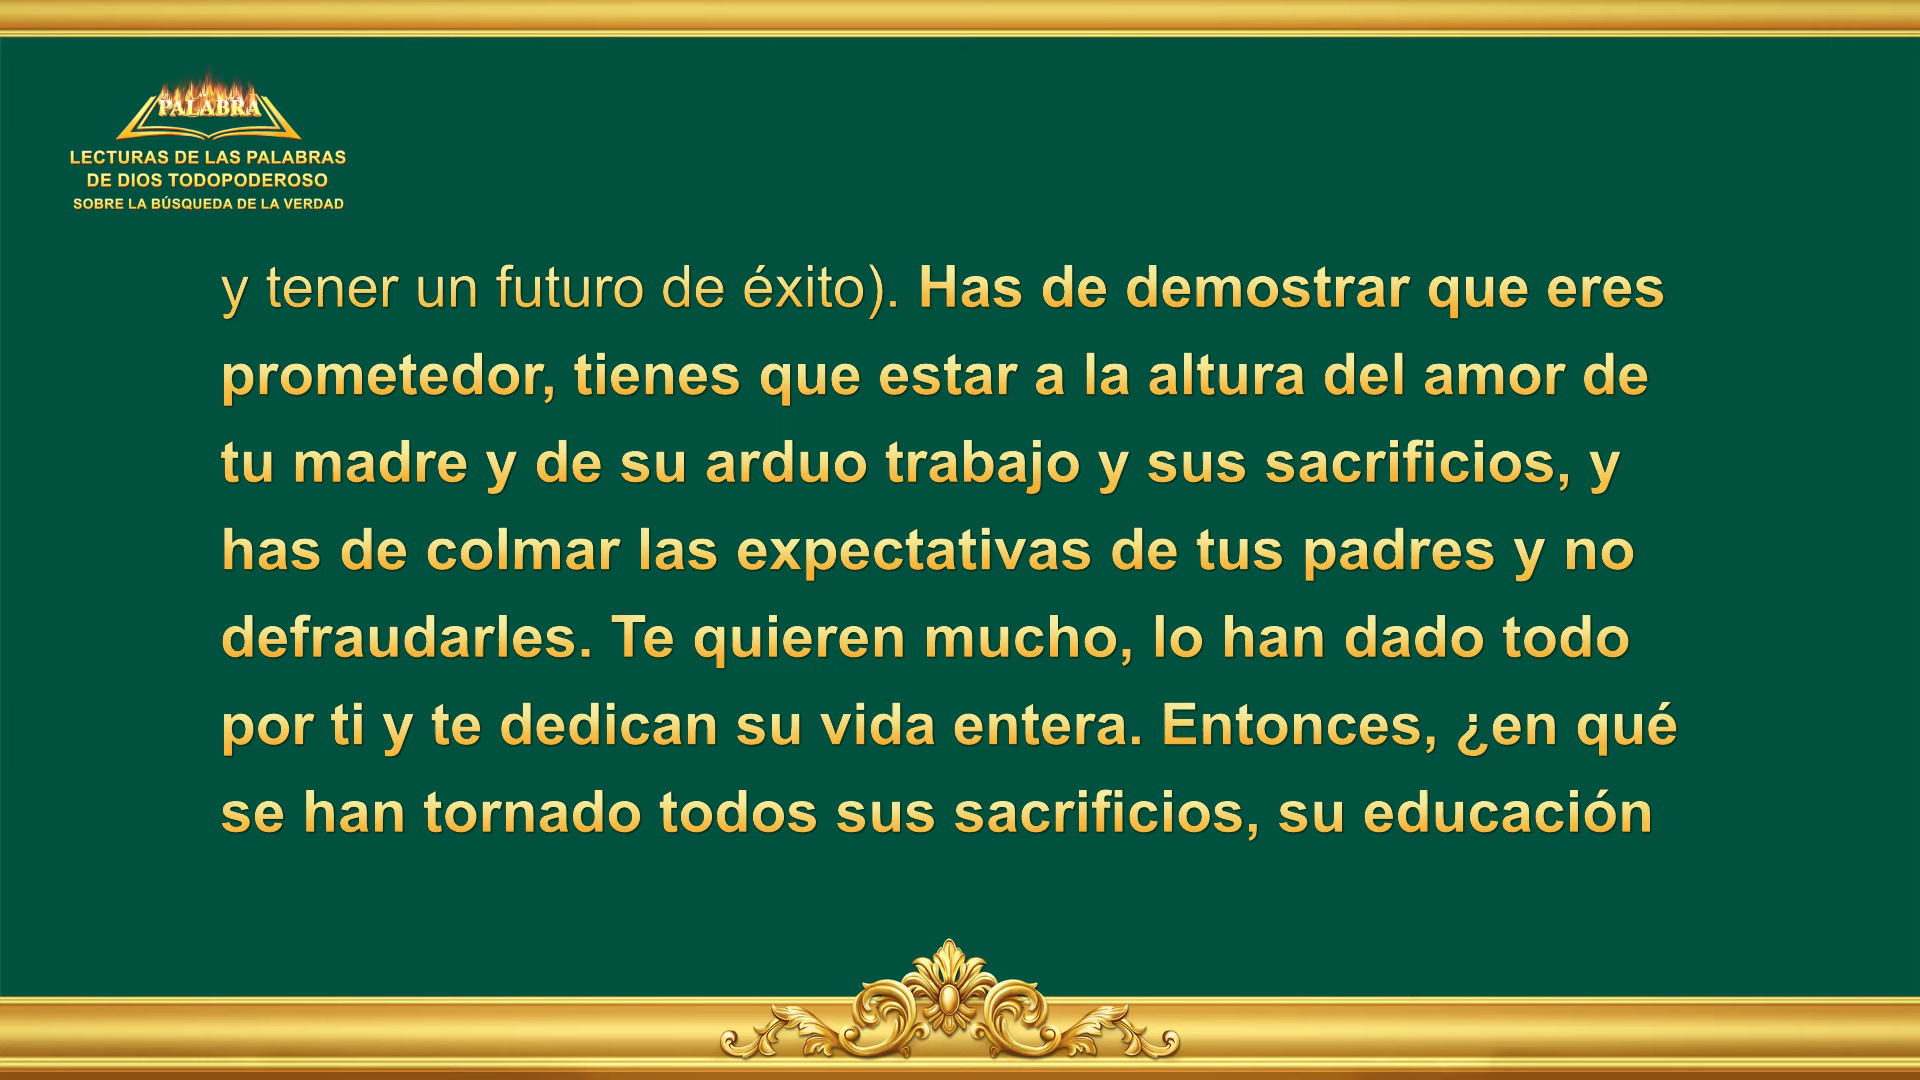 PALABRA
LECTURAS DE LAS PALABRAS
DE DIOS TODOPODEROSO
SOBRE LA BÚSQUEDA DE LA VERDAD
y tener un futuro de éxito). Has de demostrar que eres
prometedor, tienes que estar a la altura del amor de
tu madre y de su arduo trabajo y sus sacrificios, y
has de colmar las expectativas de tus padres y no
defraudarles. Te quieren mucho, lo han dado todo
por ti y te dedican su vida entera. Entonces, ¿en qué
se han tornado todos sus sacrificios, su educación